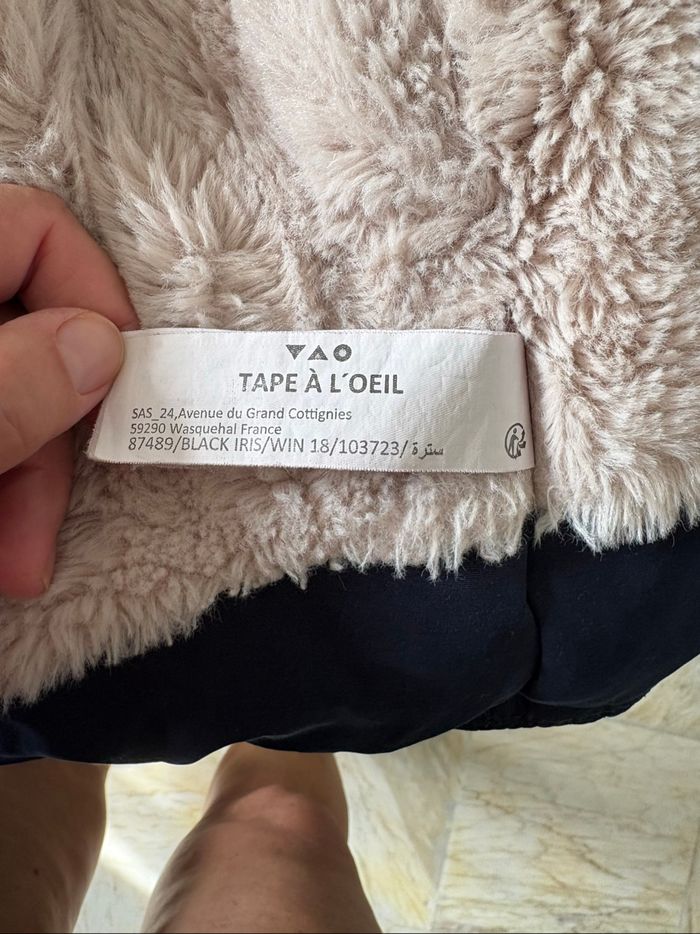 TAPE À L´OEIL
SAS_24,Avenue du Grand Cottignies
59290 Wasquehal France
87489/BLACK IRIS/WIN 18/103723/ سترة